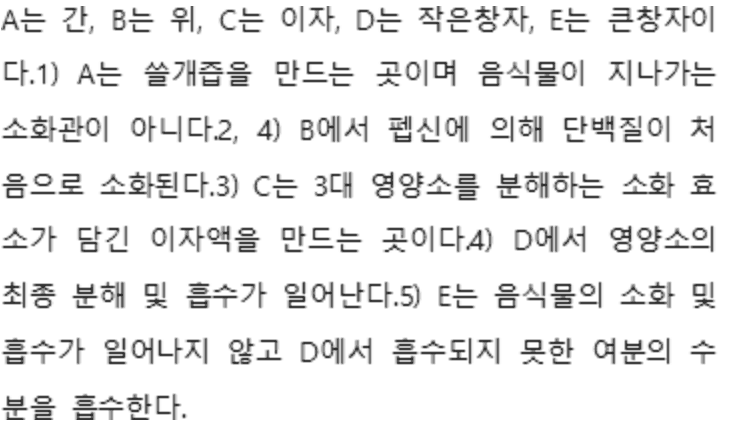 A는 간, B는 위, C는 이자, D는 작은창자, E는 큰창자이
다.1) A는 쓸개즙을 만드는 곳이며 음식물이 지나가는
소화관이 아니다.2, 4) B에서 펩신에 의해 단백질이 처
음으로 소화된다.3) C는 3대 영양소를 분해하는 소화 효
소가 담긴 이자액을 만드는 곳이다.4) D에서 영양소의
최종 분해 및 흡수가 일어난다.5) E는 음식물의 소화 및
흡수가 일어나지 않고 D에서 흡수되지 못한 여분의 수
분을 흡수한다.